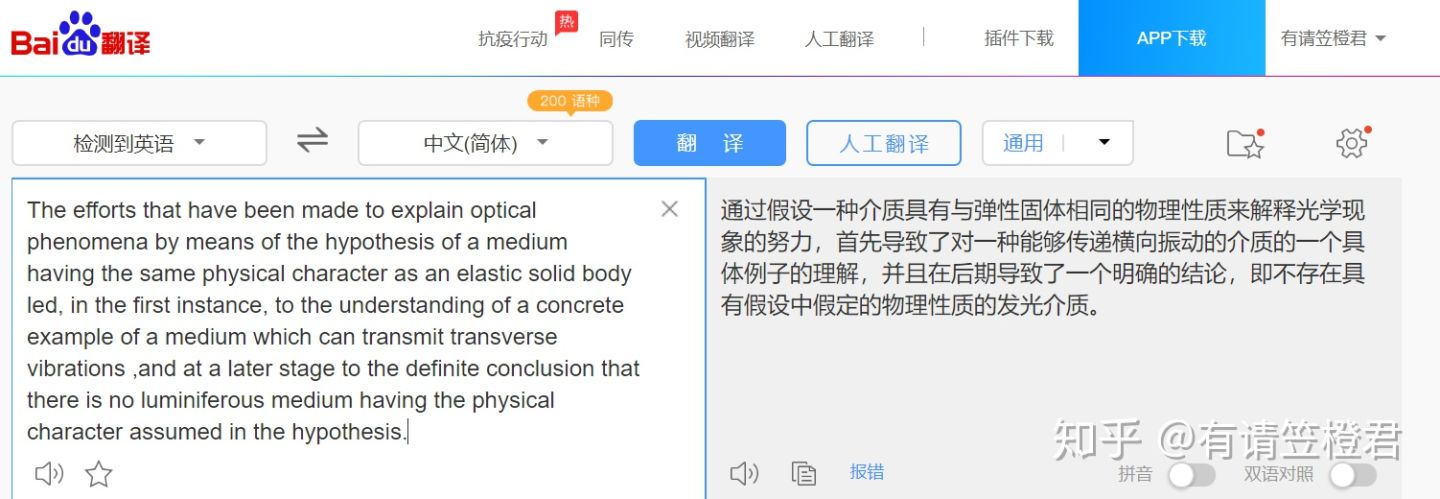 Bai du 翻译
抗疫行动 热 同传 视频翻译 人工翻译 插件下载 APP下载 有请笠橙君
200 语种
检测到英语 中文(简体) 翻 译 人工翻译 通用
The efforts that have been made to explain optical
phenomena by means of the hypothesis of a medium
having the same physical character as an elastic solid body
led, in the first instance, to the understanding of a concrete
example of a medium which can transmit transverse
vibrations ,and at a later stage to the definite conclusion that
there is no luminiferous medium having the physical
character assumed in the hypothesis.
通过假设一种介质具有与弹性固体相同的物理性质来解释光学现
象的努力，首先导致了对一种能够传递横向振动的介质的一个具
体例子的理解，并且在后期导致了一个明确的结论，即不存在具
有假设中假定的物理性质的发光介质。
知乎 @有请笠橙君
报错 拼音 双语对照